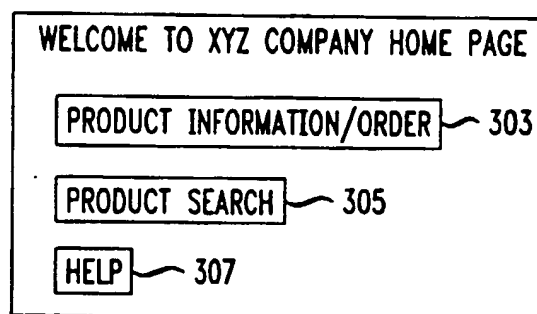 WELCOME TO XYZ COMPANY HOME PAGE
PRODUCT INFORMATION/ORDER 303
PRODUCT SEARCH 305
HELP 307